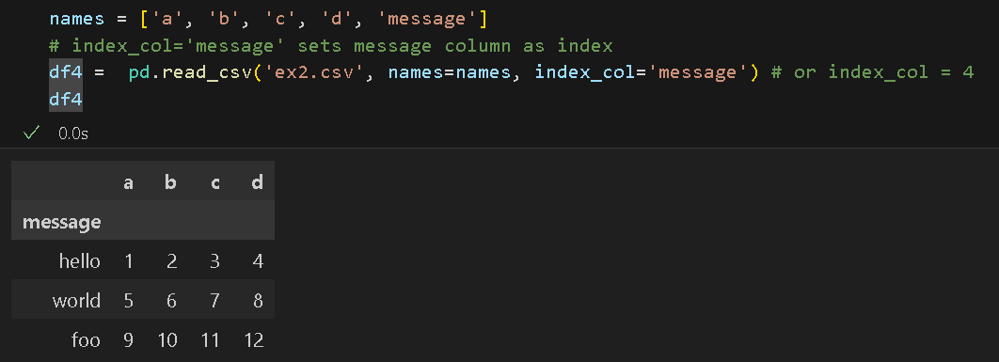 names = ['a', 'b', 'c', 'd', 'message']
# index_col='message' sets message column as index
df4 =  pd.read_csv('ex2.csv', names=names, index_col='message') # or index_col = 4
df4
0.0s
a b c d
message
hello 1 2 3 4
world 5 6 7 8
foo 9 10 11 12